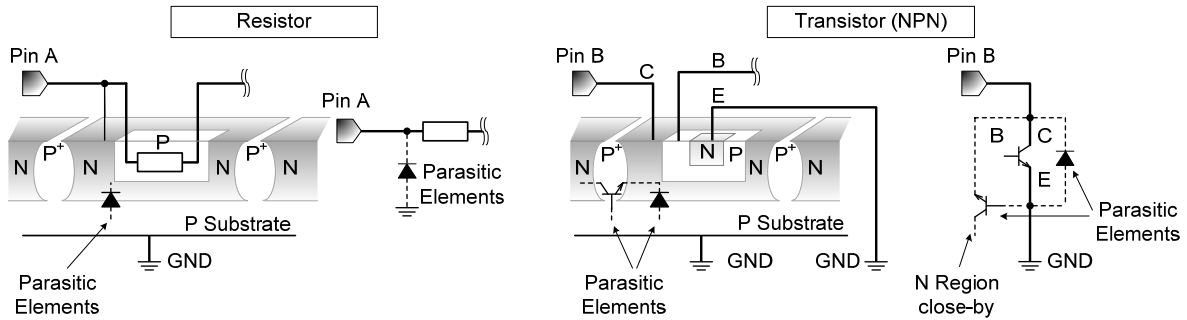 Resistor
Transistor (NPN)
Pin A
Pin B
C
B
E
Pin B
Pin A
N
P+
N
P
P+
N
Parasitic
Elements
P Substrate
GND
Parasitic
Elements
N
P+
N
N
P
P+
N
P Substrate
GND
GND
Parasitic
Elements
B
C
E
Parasitic
Elements
GND
N Region
close-by